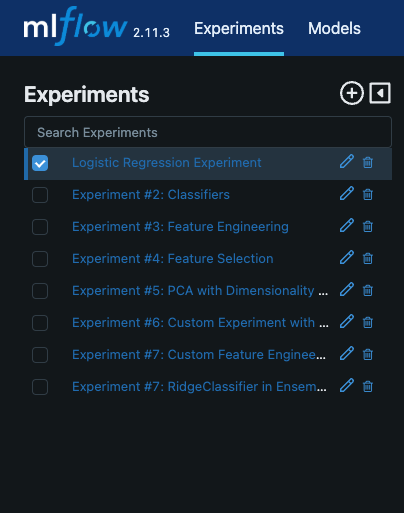 mlflow 2.11.3 Experiments Models
Experiments
Search Experiments
Logistic Regression Experiment
Experiment #2: Classifiers
Experiment #3: Feature Engineering
Experiment #4: Feature Selection
Experiment #5: PCA with Dimensionality ...
Experiment #6: Custom Experiment with ...
Experiment #7: Custom Feature Enginee...
Experiment #7: RidgeClassifier in Ensem...